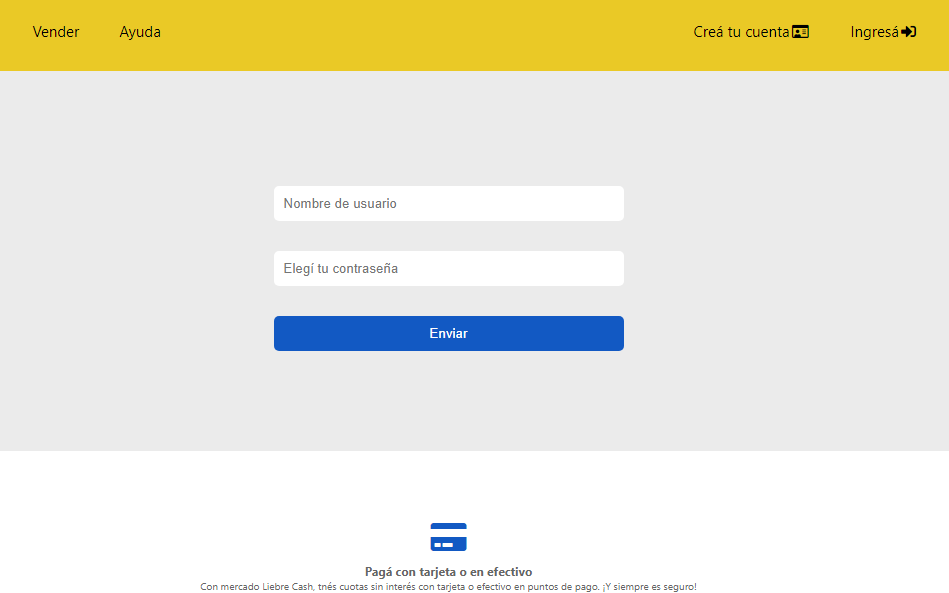 Vender Ayuda Creá tu cuenta Ingresá
Nombre de usuario
Elegí tu contraseña
Enviar
Pagá con tarjeta o en efectivo
Con mercado Liebre Cash, tnés cuotas sin interés con tarjeta o efectivo en puntos de pago. ¡Y siempre es seguro!